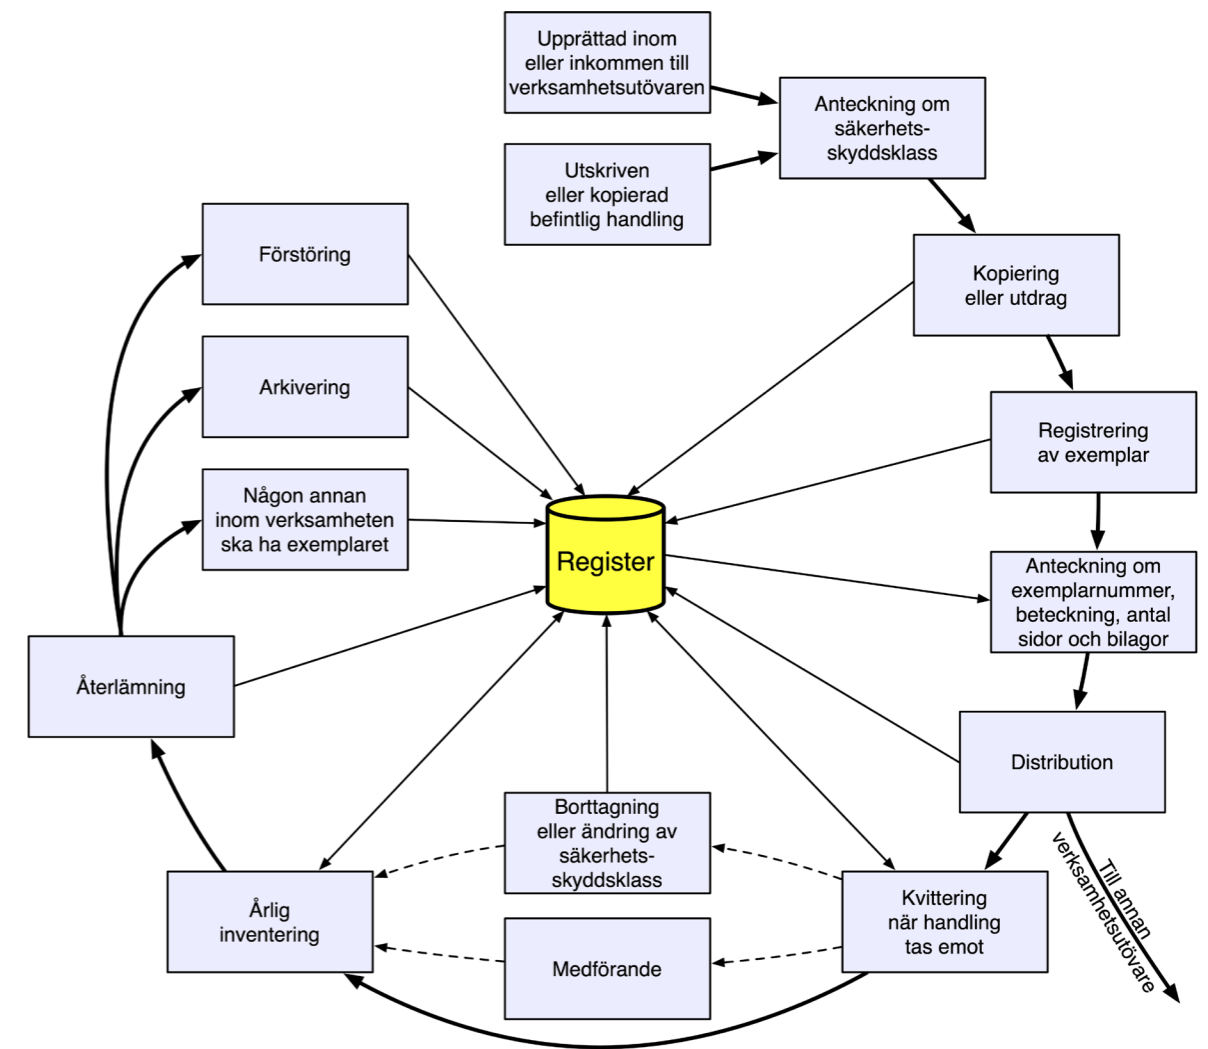 Upprättad inom
eller inkommen till
verksamhetsutövaren
Anteckning om
säkerhets-
skyddsklass
Utskriven
eller kopierad
befintlig handling
Kopiering
eller utdrag
Förstöring
Arkivering
Registrering
av exemplar
Någon annan
inom verksamheten
ska ha exemplaret
Register
Anteckning om
exemplarnummer,
beteckning, antal
sidor och bilagor
Återlämning
Distribution
Borttagning
eller ändring av
säkerhets-
skyddsklass
Till annan
verksamhetsutövare
Årlig
inventering
Kvittering
när handling
tas emot
Medförande